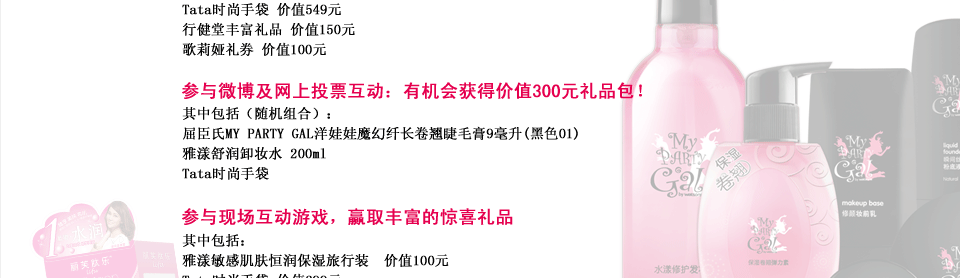 Tata时尚手袋 价值549元
行健堂丰富礼品 价值150元
歌莉娅礼券 价值100元
参与微博及网上投票互动：有机会获得价值300元礼品包！
其中包括（随机组合）：
屈臣氏MY PARTY GAL洋娃娃魔幻纤长卷翘睫毛膏9毫升(黑色01)
雅漾舒润卸妆水 200ml
Tata时尚手袋
参与现场互动游戏，赢取丰富的惊喜礼品
其中包括：
雅漾敏感肌肤恒润保湿旅行装 价值100元
My
PARTY
Gal
水漾修护发
保湿
卷翘
My
PARTY
Gal
My
PARTY
Gal
makeup base
修颜妆前乳
liquid